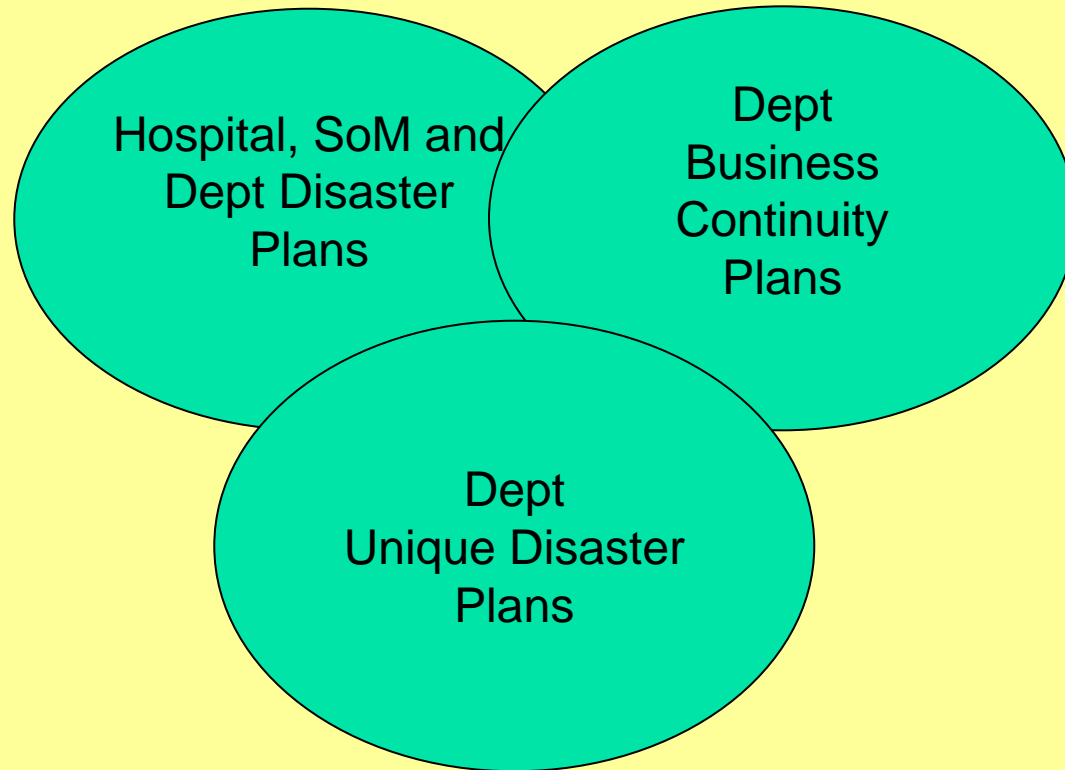 Hospital, SoM and
Dept Disaster
Plans
Dept
Business
Continuity
Plans
Dept
Unique Disaster
Plans